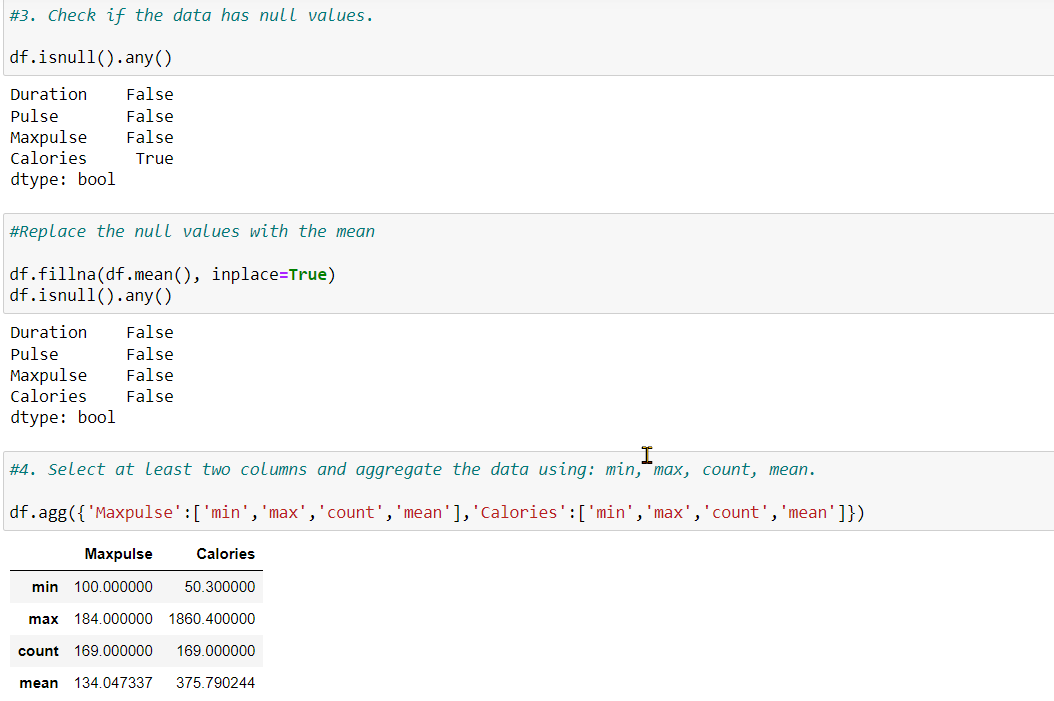 #3. Check if the data has null values.
df.isnull().any()
Duration    False
Pulse       False
Maxpulse    False
Calories     True
dtype: bool
#Replace the null values with the mean
df.fillna(df.mean(), inplace=True)
df.isnull().any()
Duration    False
Pulse       False
Maxpulse    False
Calories    False
dtype: bool
#4. Select at least two columns and aggregate the data using: min, max, count, mean.
df.agg({'Maxpulse':['min','max','count','mean'],'Calories':['min','max','count','mean']})
Maxpulse Calories
min 100.000000 50.300000
max 184.000000 1860.400000
count 169.000000 169.000000
mean 134.047337 375.790244